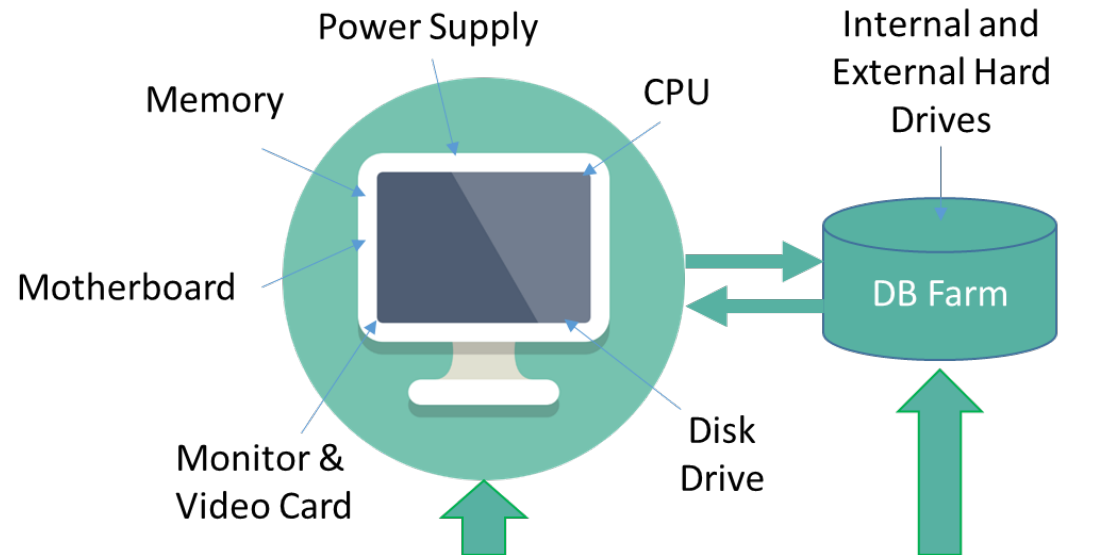 Power Supply
Internal and
External Hard
Drives
Memory
CPU
Motherboard
DB Farm
Monitor &
Video Card
Disk
Drive